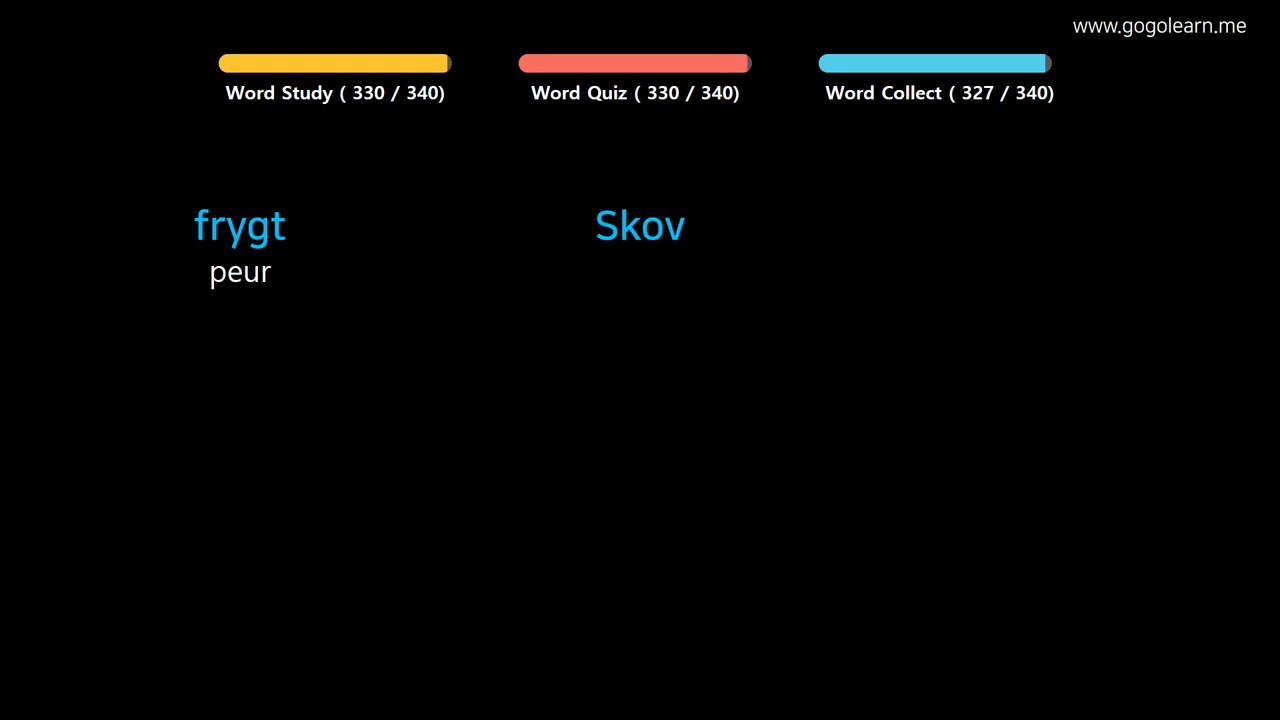 www.gogolearn.me
Word Study ( 330 / 340)
Word Quiz ( 330 / 340)
Word Collect ( 327 / 340)
frygt
Skov
peur